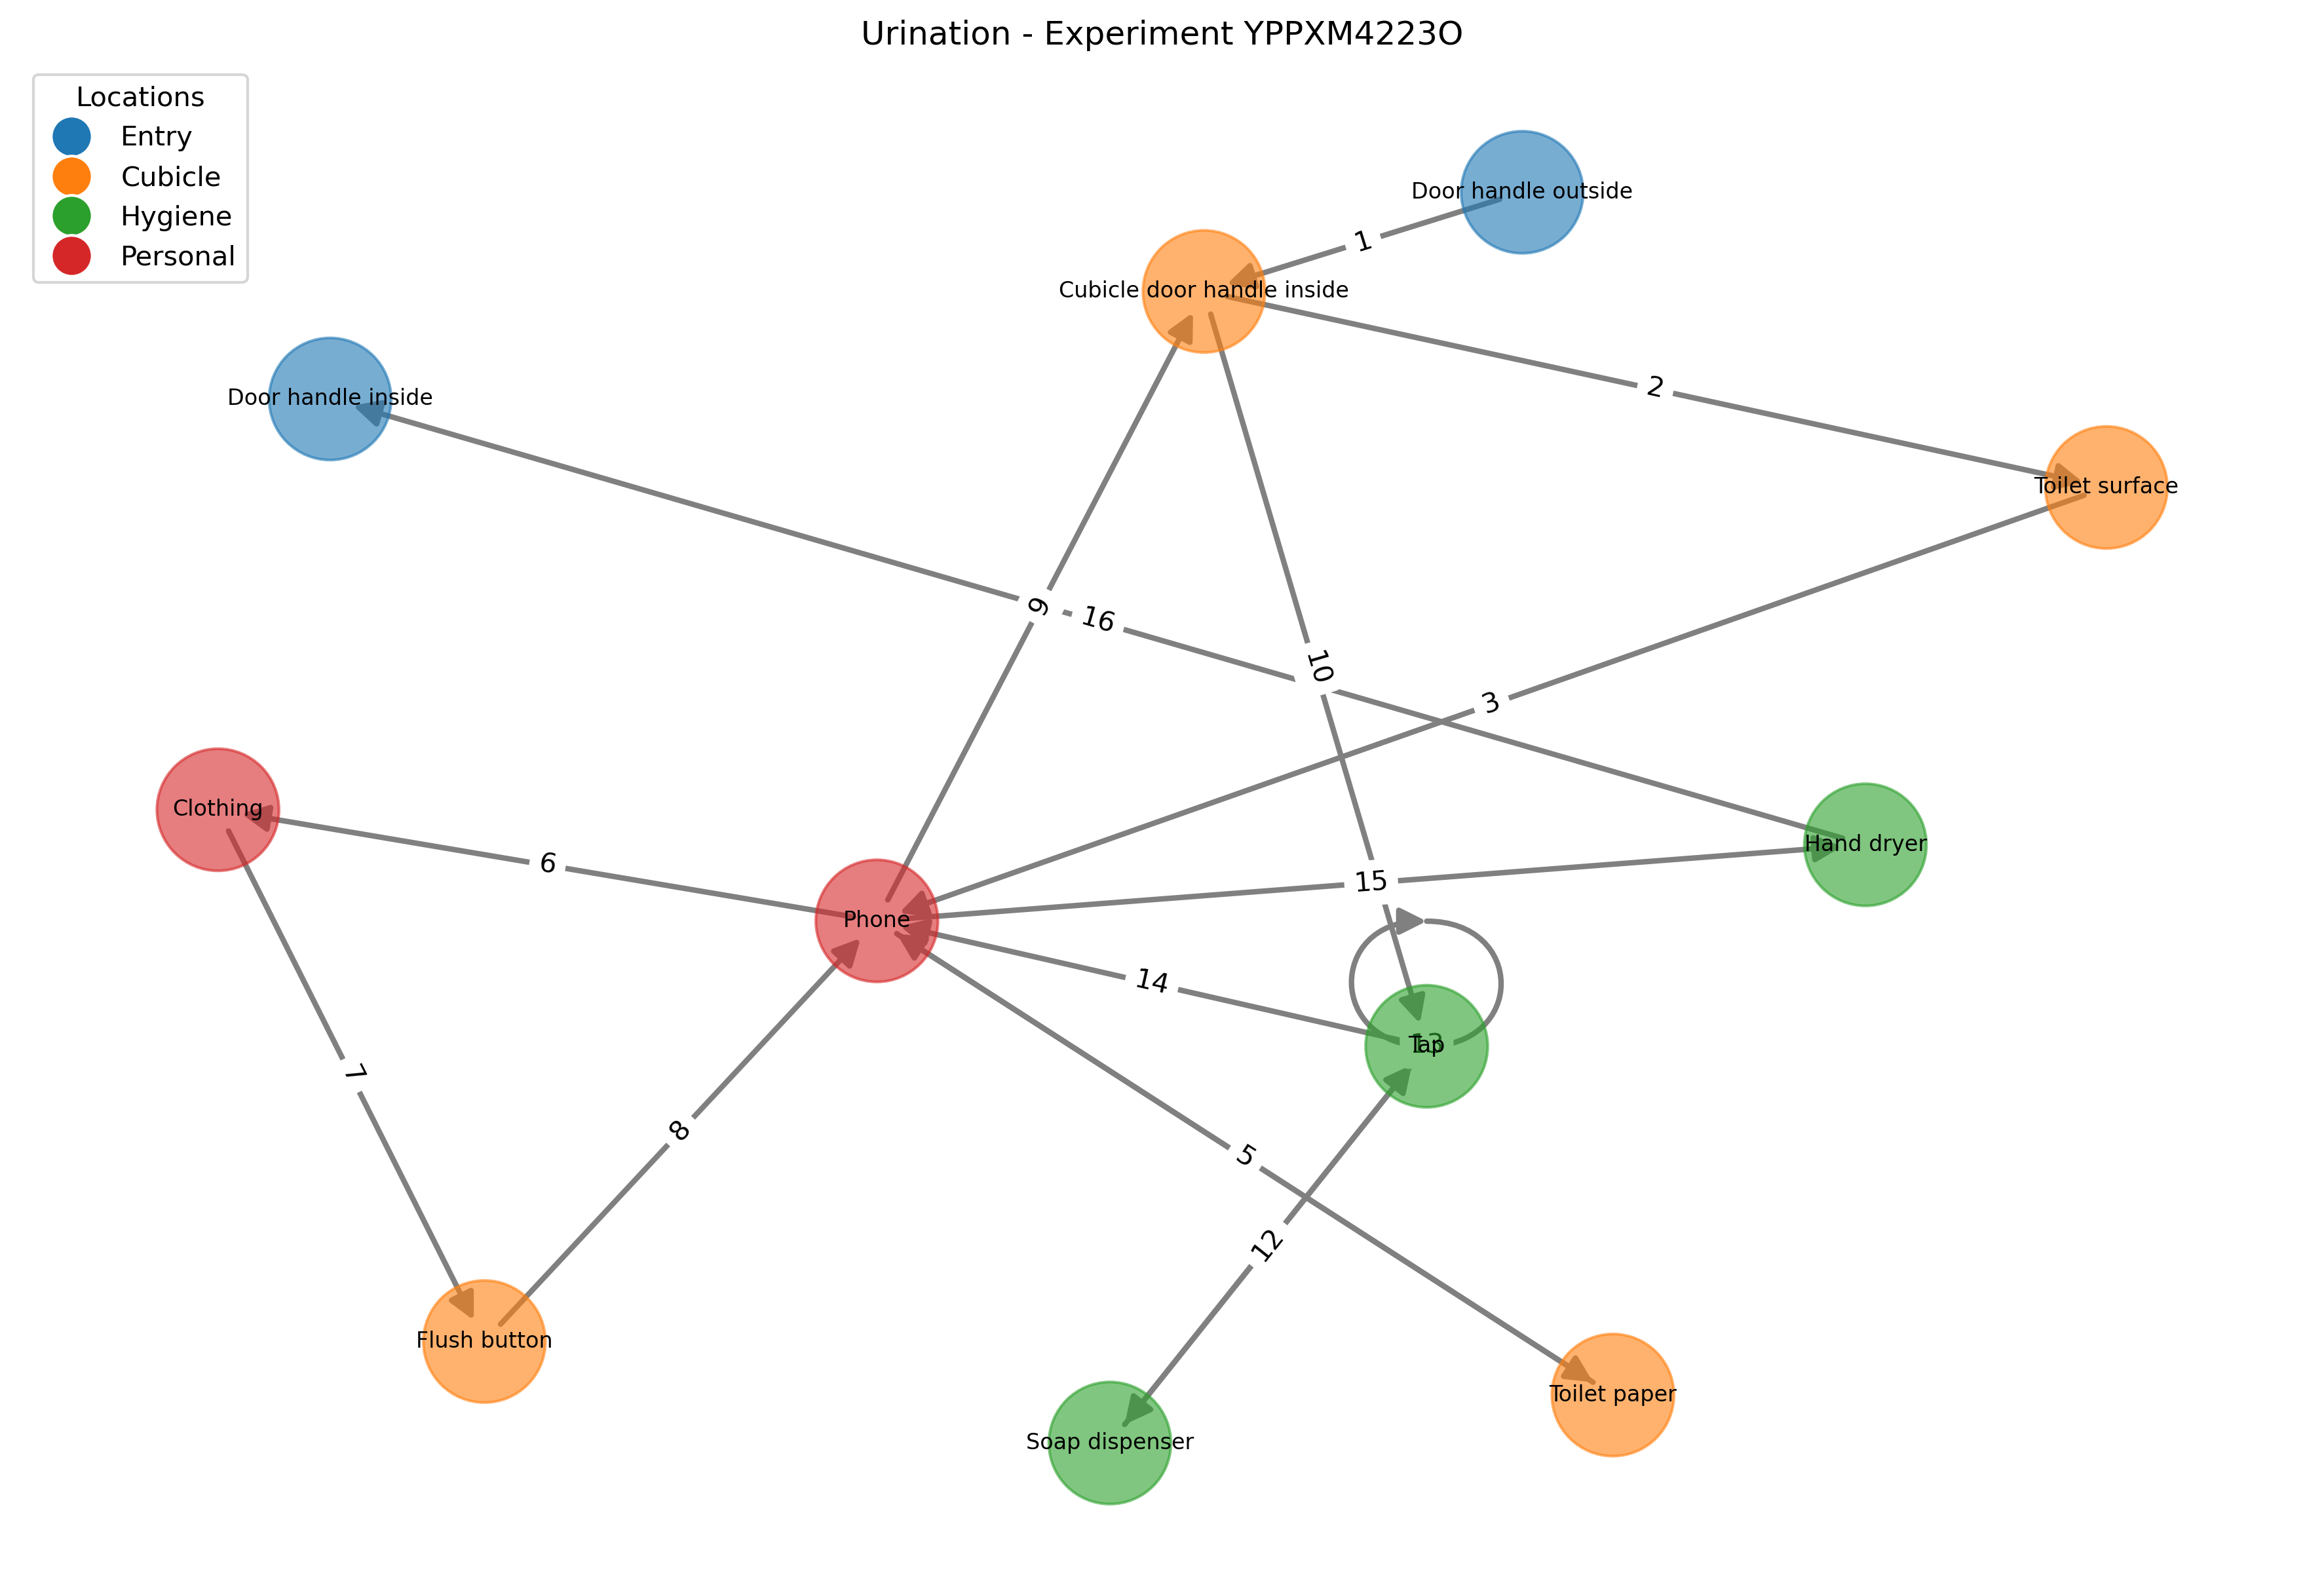 Urination - Experiment YPPXM4223O
Locations
Entry
Cubicle
Hygiene
Personal
Door handle outside
1
Cubicle door handle inside
2
Door handle inside
Toilet surface
9
16
10
3
Clothing
6
Hand dryer
15
Phone
14
13
Tap
7
8
5
12
Flush button
Toilet paper
Soap dispenser